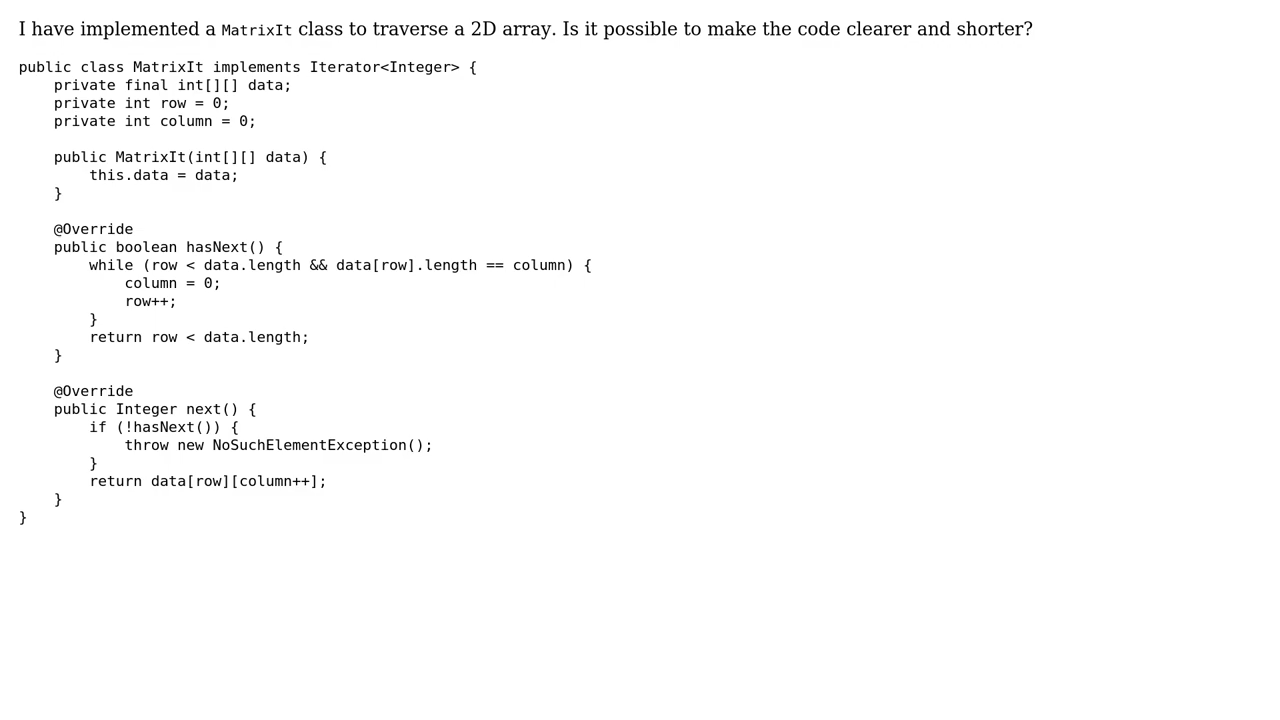 I have implemented a MatrixIt class to traverse a 2D array. Is it possible to make the code clearer and shorter?
public class MatrixIt implements Iterator<Integer> {
    private final int[][] data;
    private int row = 0;
    private int column = 0;

    public MatrixIt(int[][] data) {
        this.data = data;
    }

    @Override
    public boolean hasNext() {
        while (row < data.length && data[row].length == column) {
            column = 0;
            row++;
        }
        return row < data.length;
    }

    @Override
    public Integer next() {
        if (!hasNext()) {
            throw new NoSuchElementException();
        }
        return data[row][column++];
    }
}